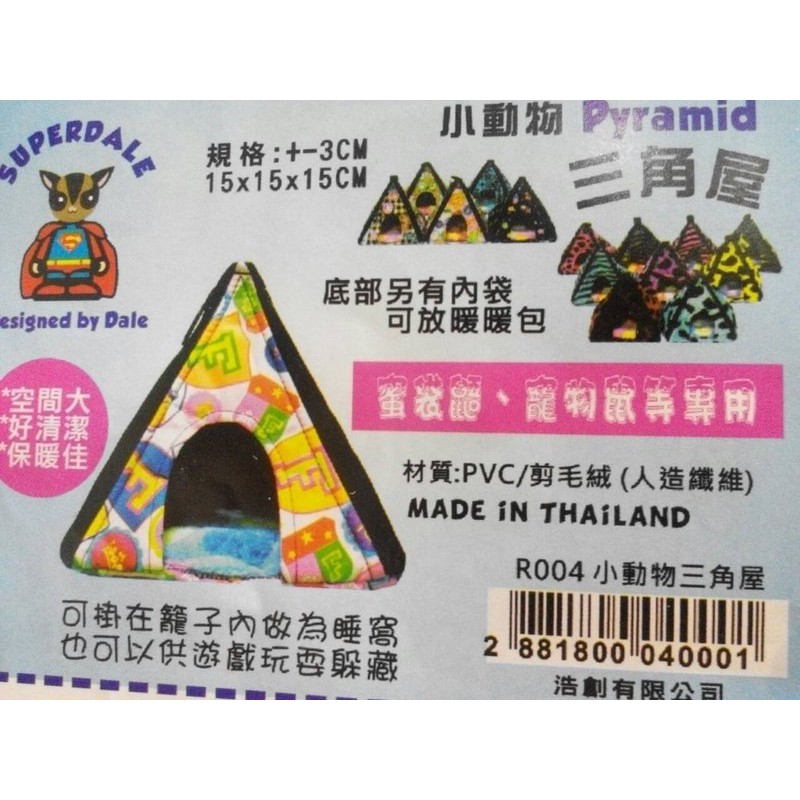 SUPERDALE
esigned by Dale
規格:+-3CM
15x15x15CM
小動物 Pyramid
三角屋
底部另有內袋
可放暖暖包
*空間大
*好清潔
*保暖佳
蜜袋鼯、寵物鼠等專用
材質:PVC/剪毛絨 (人造纖維)
MADE iN THAiLAND
R004 小動物三角屋
2 881800 040001
浩創有限公司
可掛在籠子內做為睡窩
也可以供遊戲玩耍躲藏